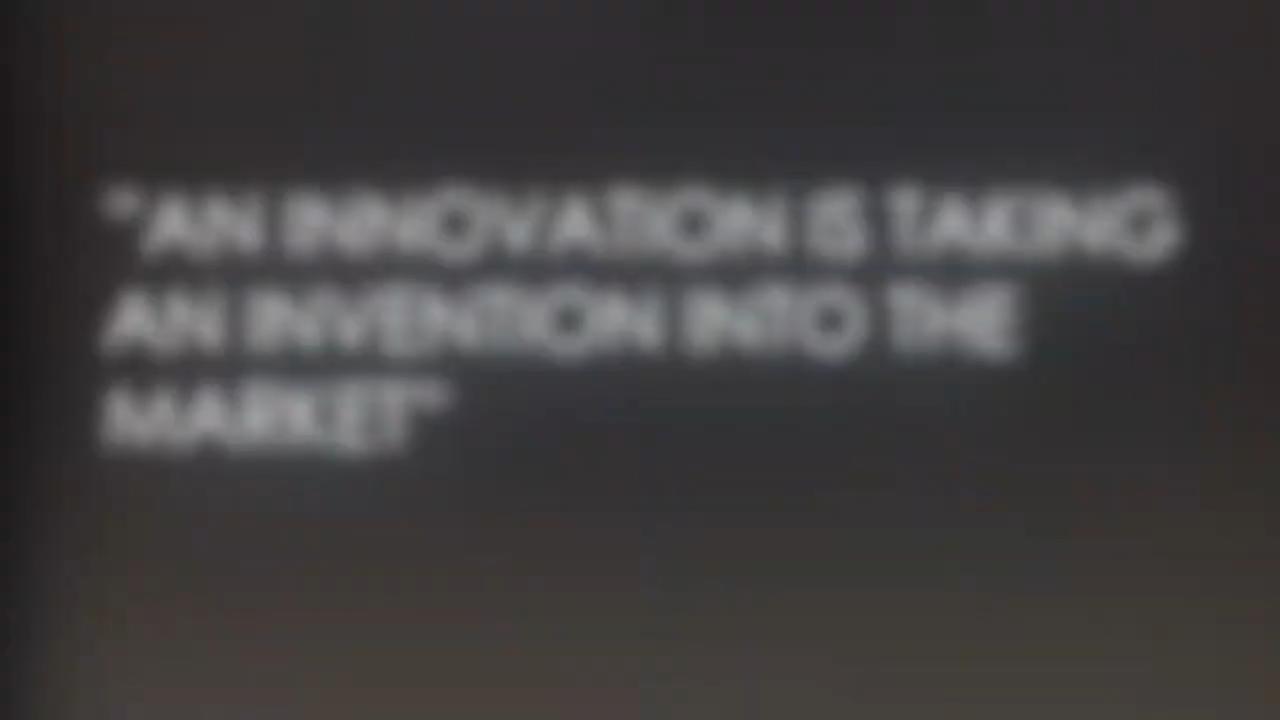 "AN INNOVATION IS TAKING
AN INVENTION INTO THE
MARKET"